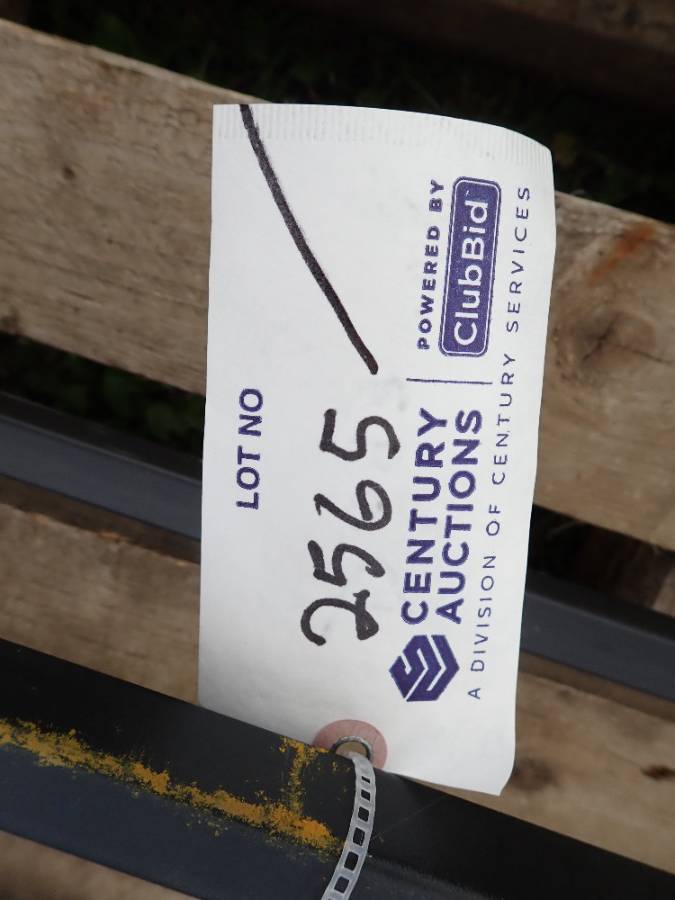 LOT NO
2565
CENTURY
AUCTIONS
POWERED BY
ClubBid
A DIVISION OF CENTURY SERVICES